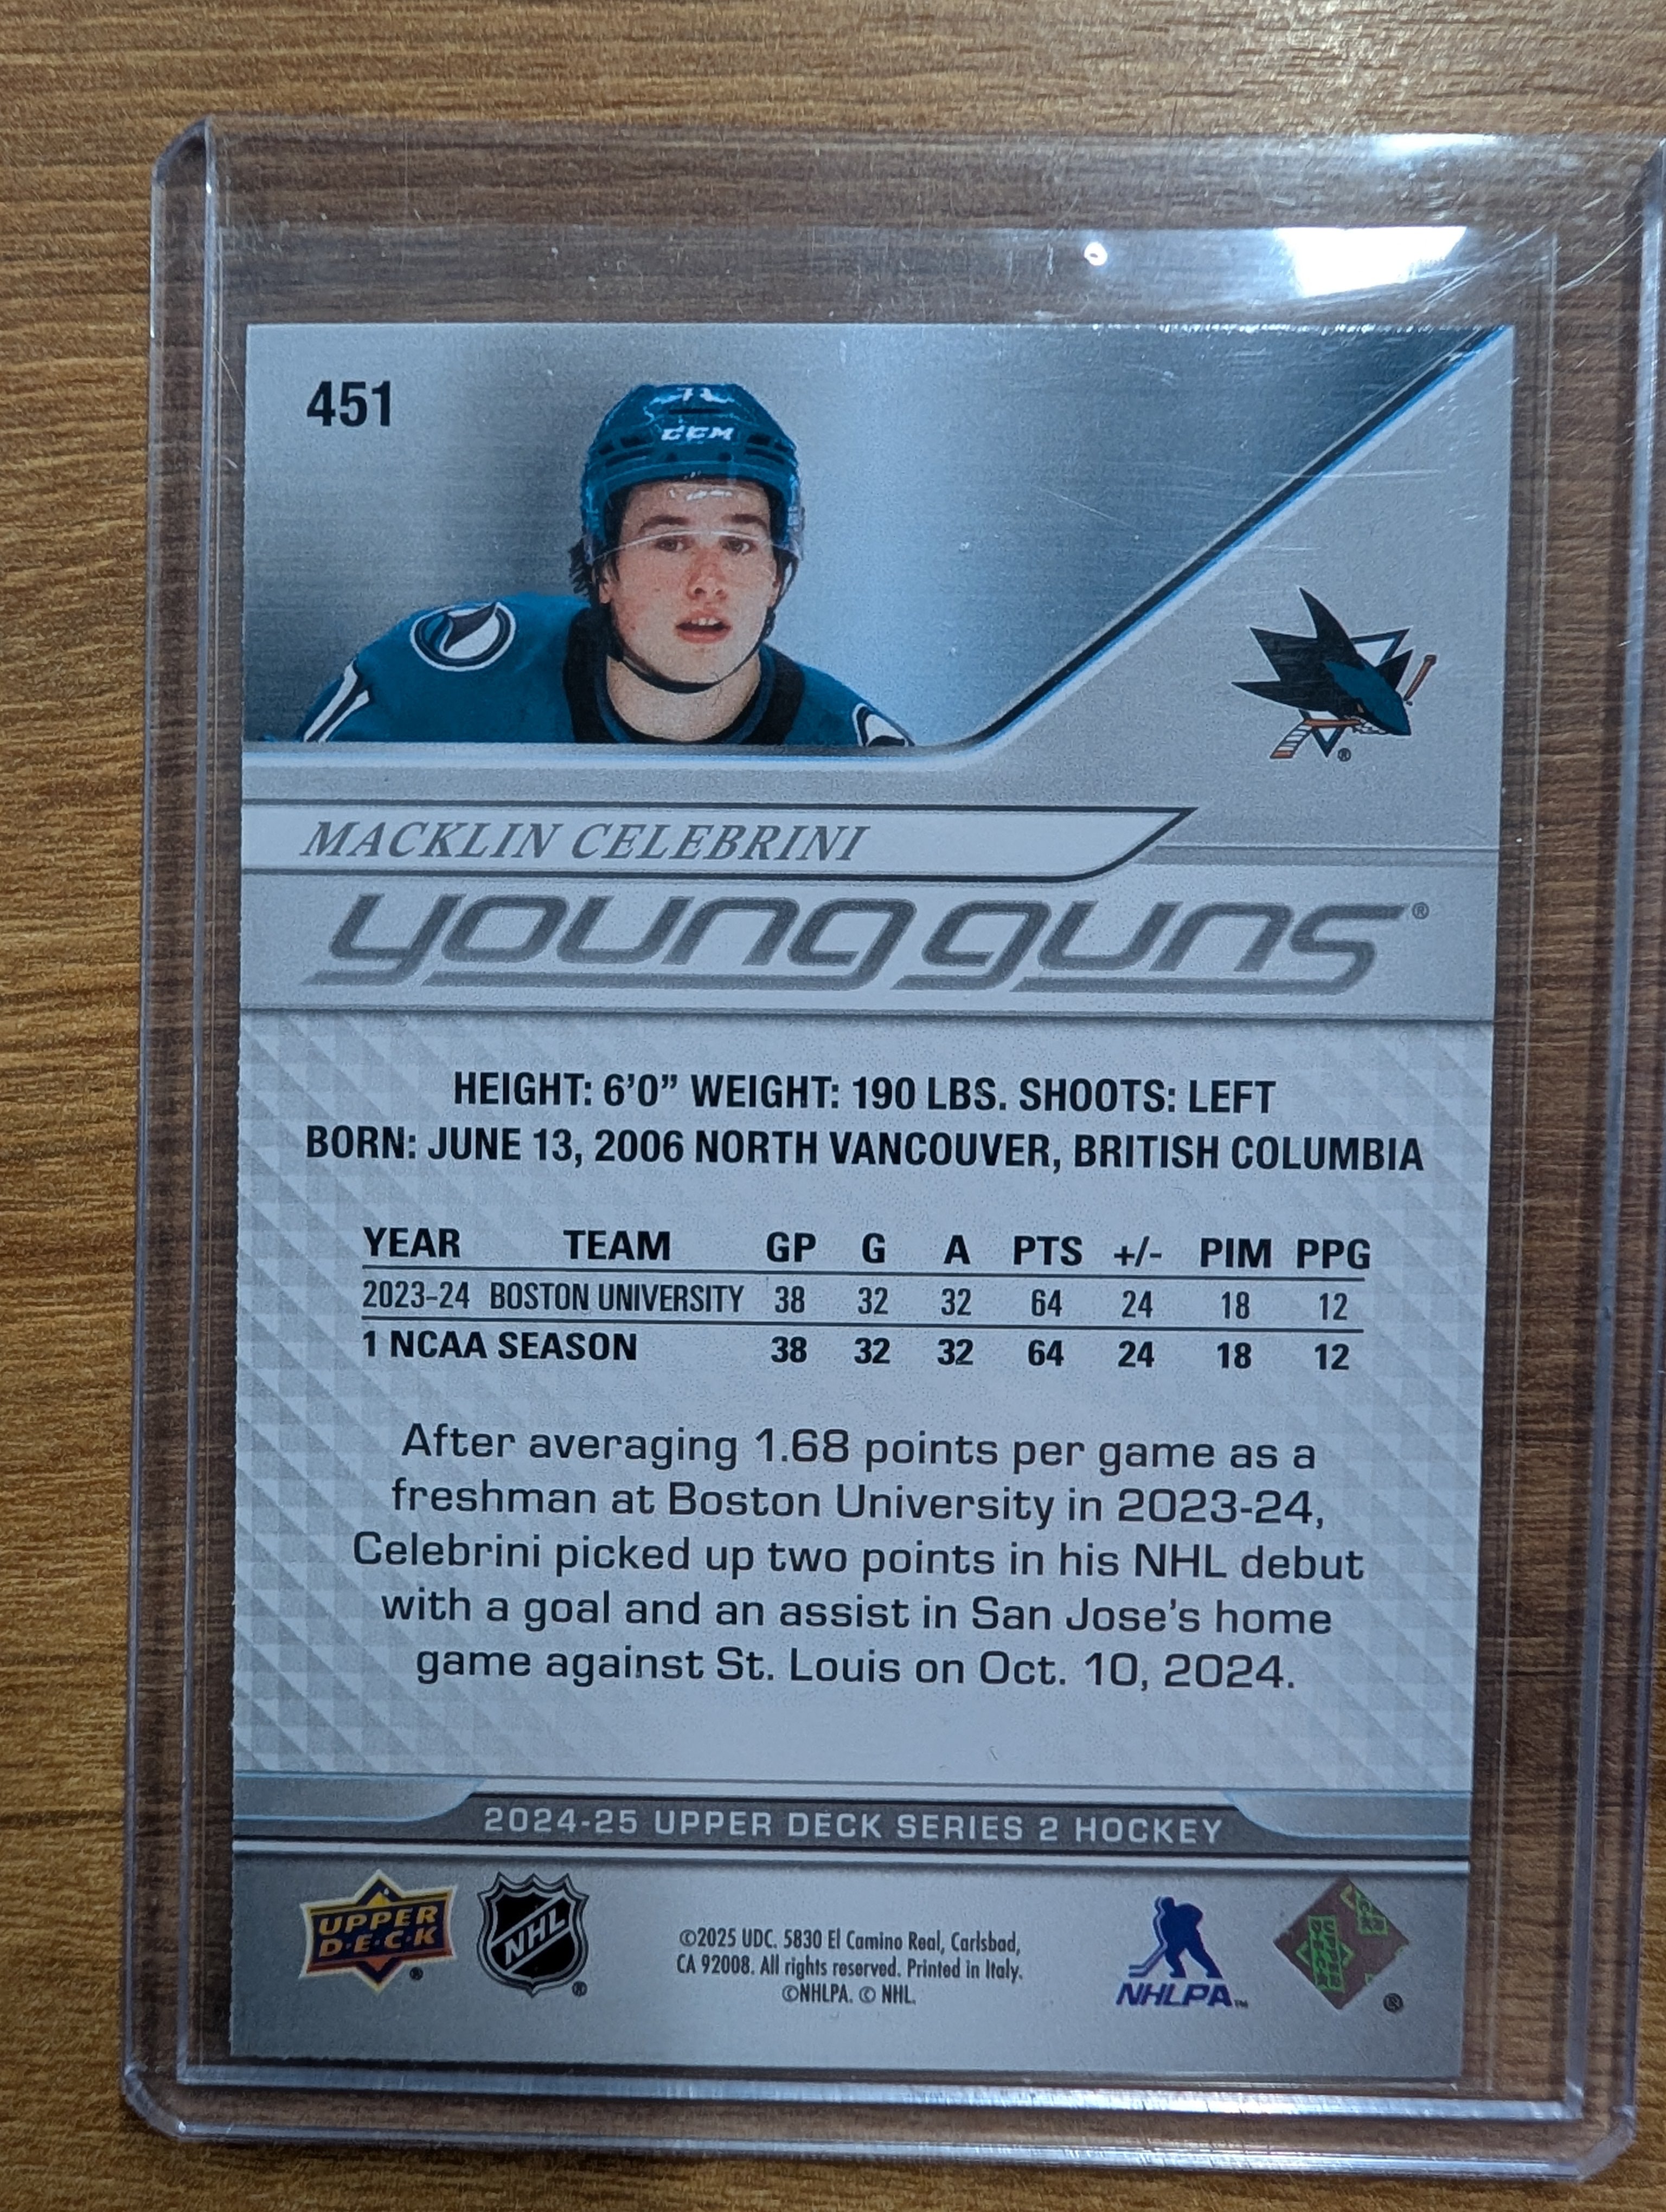 451
CCM
MACKLIN CELEBRINI
young guns®
HEIGHT: 6'0" WEIGHT: 190 LBS. SHOOTS: LEFT
BORN: JUNE 13, 2006 NORTH VANCOUVER, BRITISH COLUMBIA
YEAR TEAM GP G A PTS +/- PIM PPG
2023-24 BOSTON UNIVERSITY 38 32 32 64 24 18 12
1 NCAA SEASON 38 32 32 64 24 18 12
After averaging 1.68 points per game as a
freshman at Boston University in 2023-24,
Celebrini picked up two points in his NHL debut
with a goal and an assist in San Jose's home
game against St. Louis on Oct. 10, 2024.
2024-25 UPPER DECK SERIES 2 HOCKEY
UPPER
D·E·C·K
®
NHL
®
©2025 UDC. 5830 El Camino Real, Carlsbad,
CA 92008. All rights reserved. Printed in Italy.
©NHLPA. © NHL.
NHLPA™
®